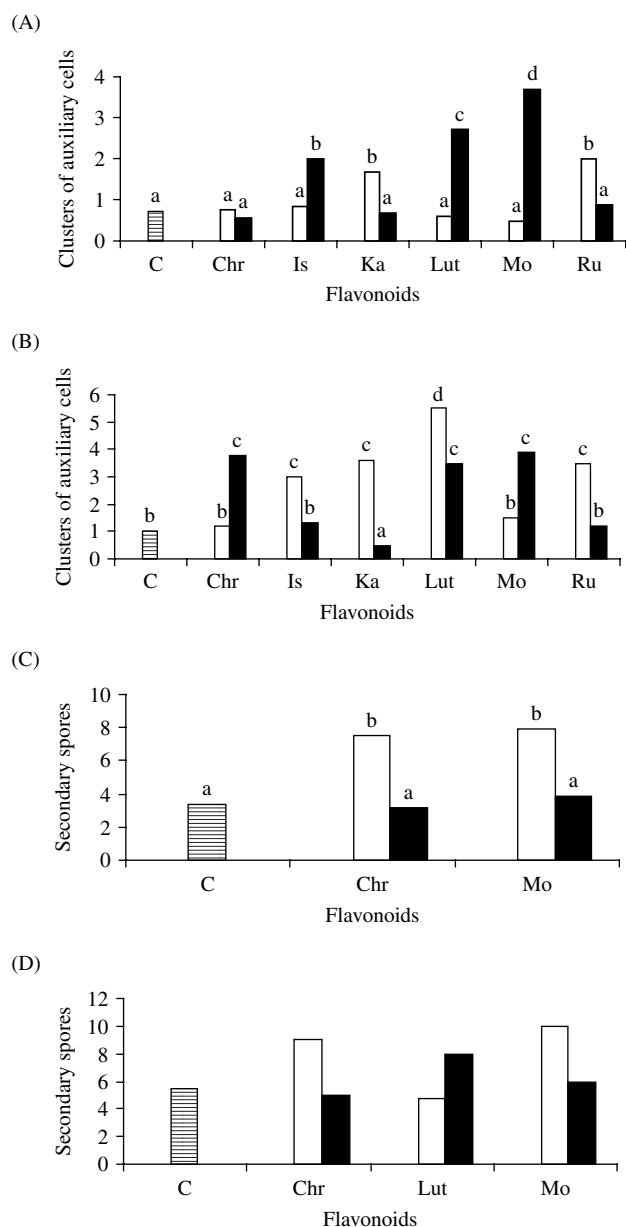 (A)
Clusters of auxiliary cells
4
3
2
1
0
a
a
a
a
b
b
a
a
c
a
d
b
a
C
Chr
Is
Ka
Lut
Mo
Ru
Flavonoids
(B)
Clusters of auxiliary cells
6
5
4
3
2
1
0
b
b
c
c
b
c
a
d
c
b
c
c
b
C
Chr
Is
Ka
Lut
Mo
Ru
Flavonoids
(C)
Secondary spores
10
8
6
4
2
0
a
b
a
b
a
C
Chr
Mo
Flavonoids
(D)
Secondary spores
12
10
8
6
4
2
0
C
Chr
Lut
Mo
Flavonoids